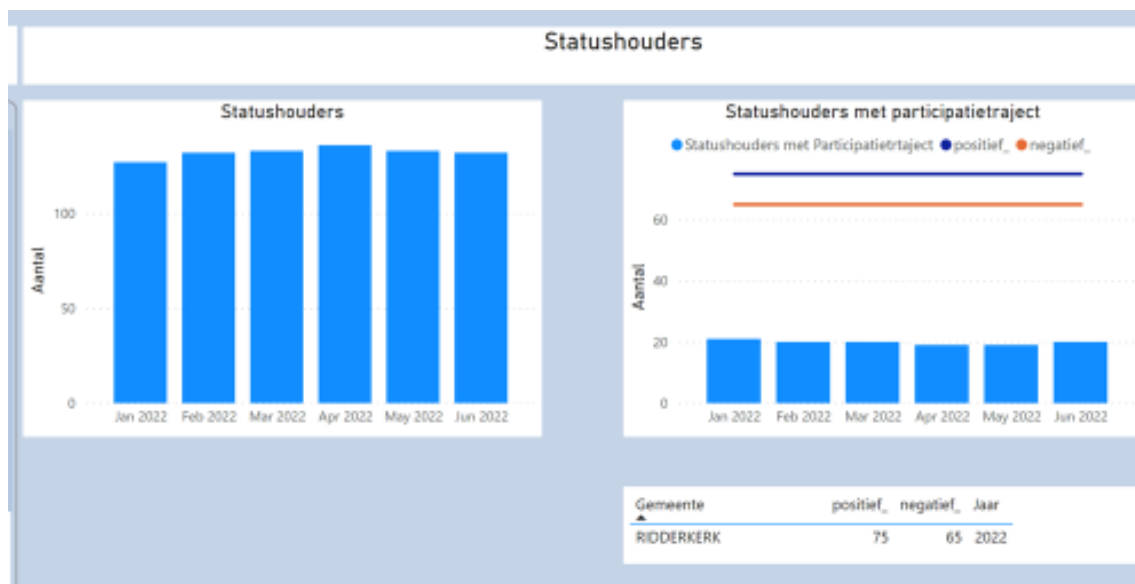 Statushouders
Statushouders
Aantal
100
50
0
Jan 2022 Feb 2022 Mar 2022 Apr 2022 May 2022 Jun 2022
Statushouders met participatietraject
Statushouders met Participatietrtaject positief_ negatief_
Aantal
60
40
20
0
Jan 2022 Feb 2022 Mar 2022 Apr 2022 May 2022 Jun 2022
Gemeente positief_ negatief_ Jaar
RIDDERKERK 75 65 2022